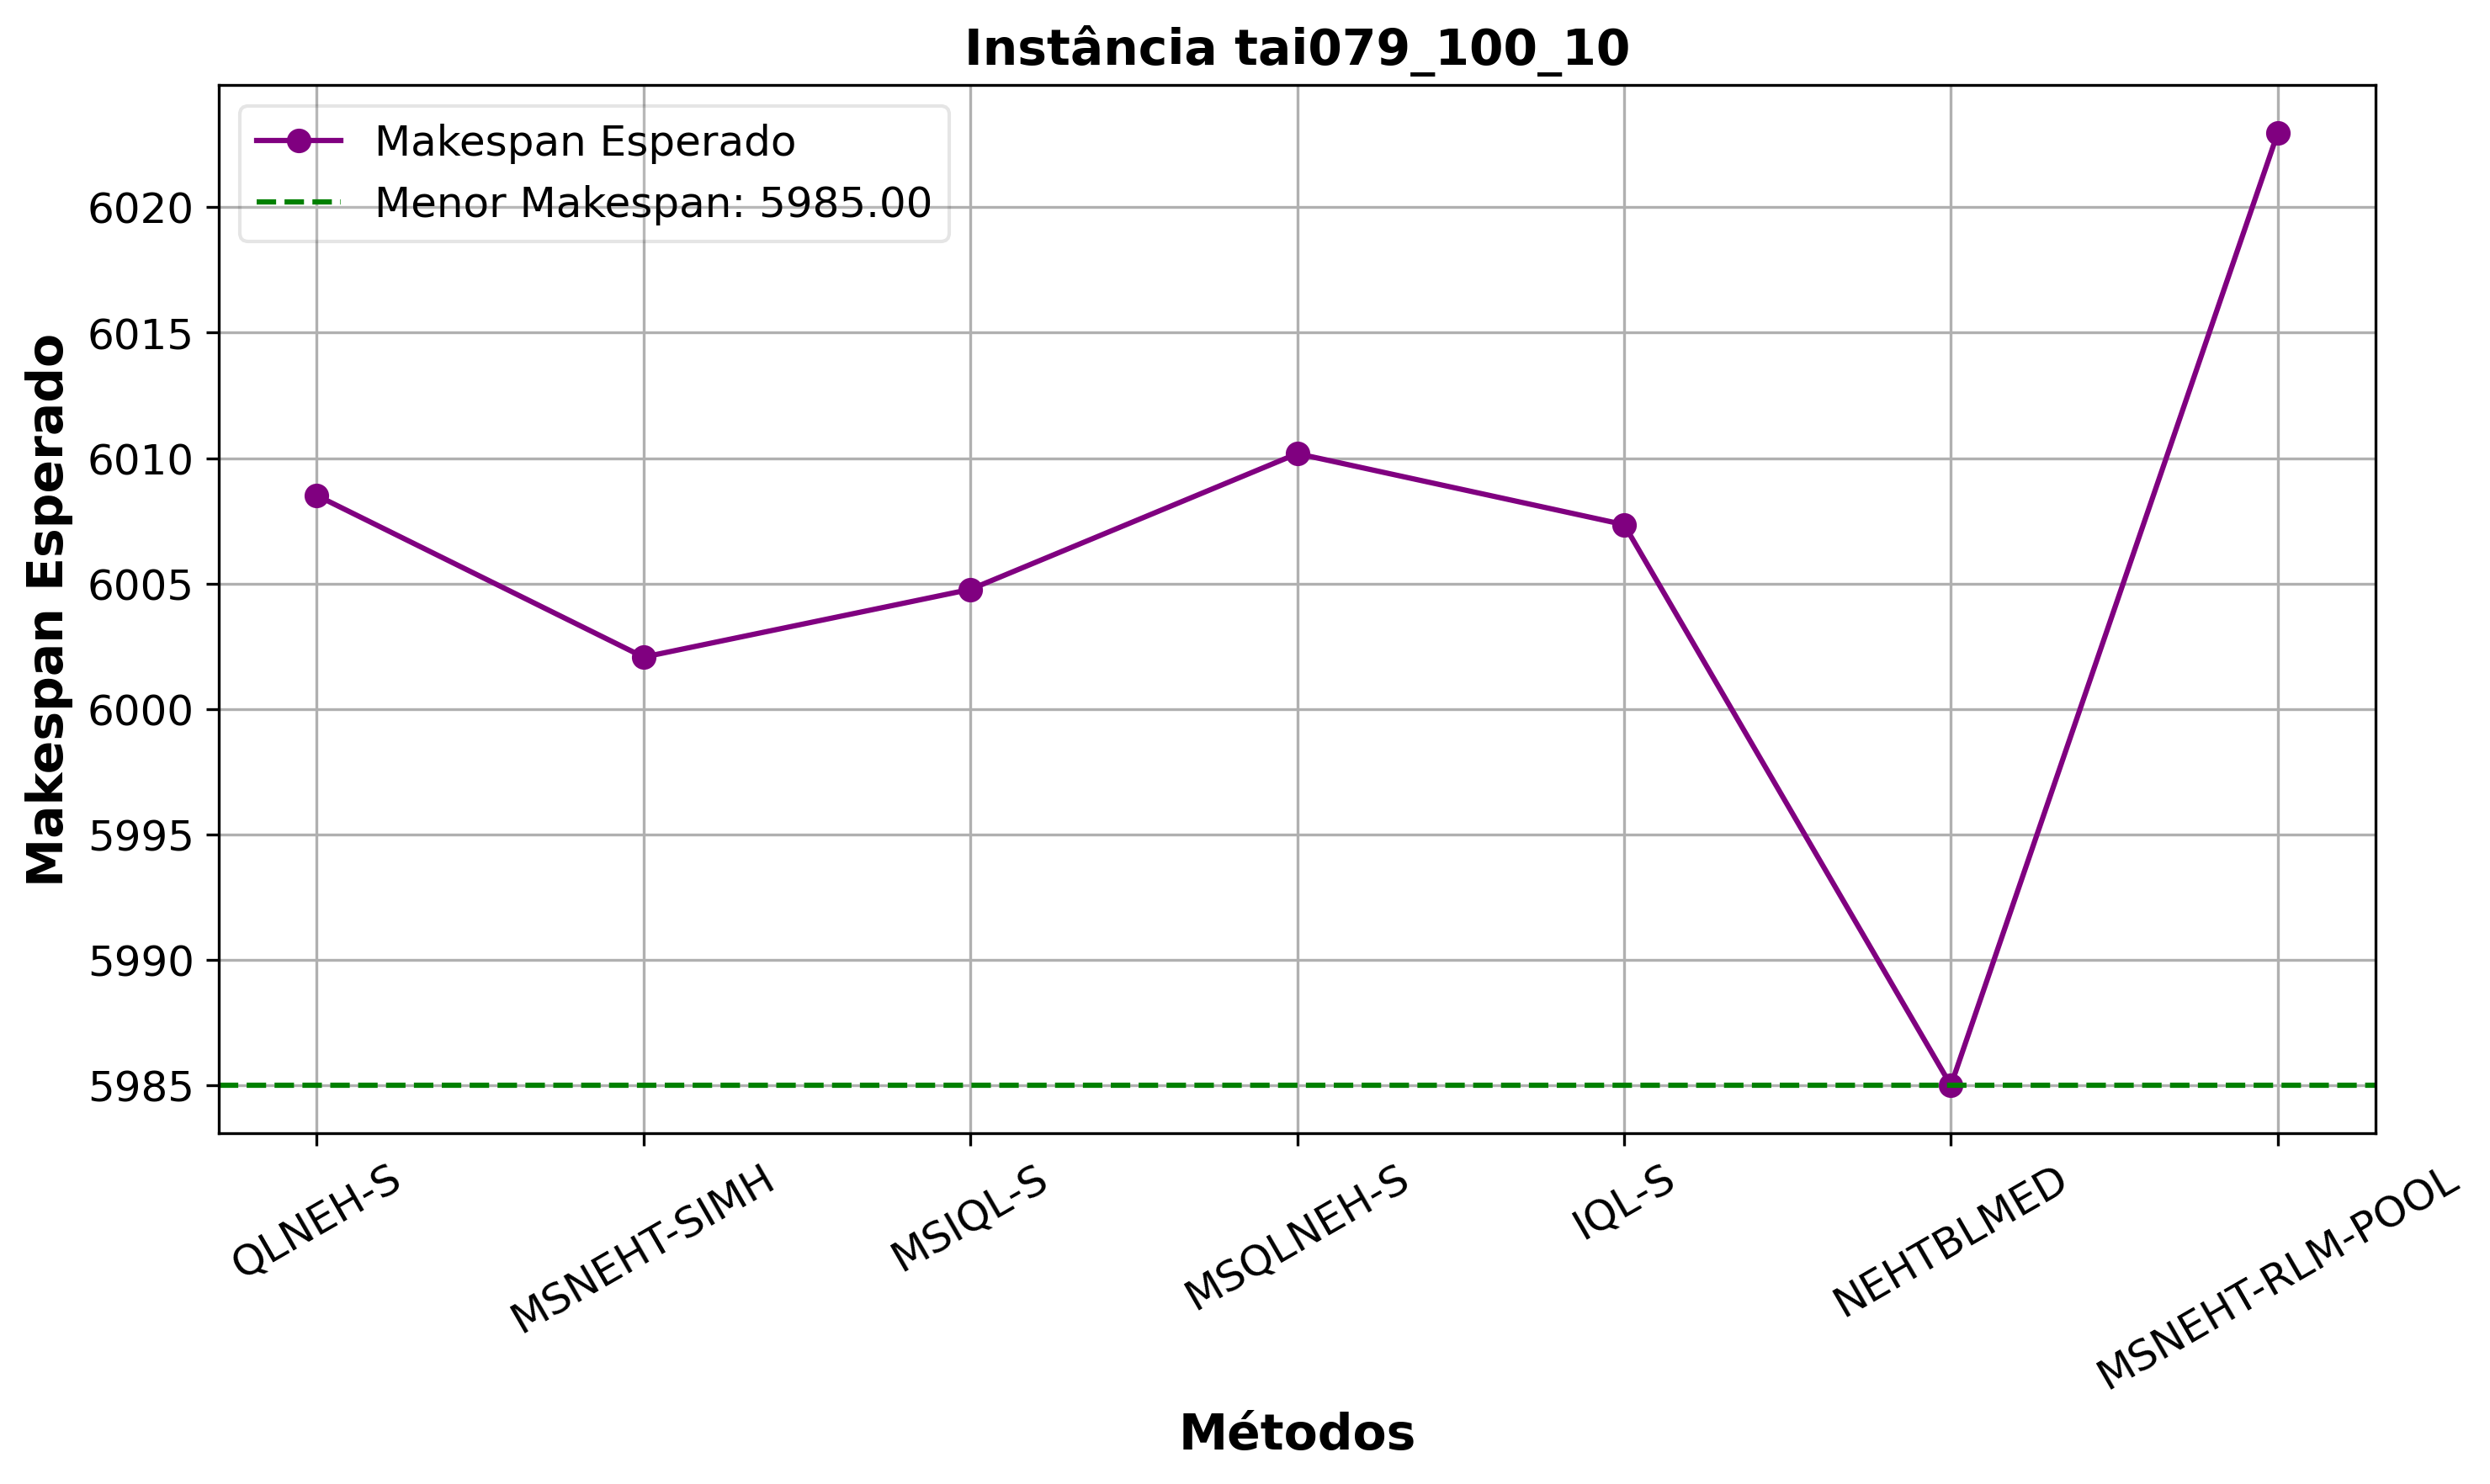 Instância tai079_100_10
Makespan Esperado
Menor Makespan: 5985.00
Makespan Esperado
6020
6015
6010
6005
6000
5995
5990
5985
QLNEH-S
MSNEHT-SIMH
MSIQL-S
MSQLNEH-S
IQL-S
NEHTBLMED
MSNEHT-RLM-POOL
Métodos